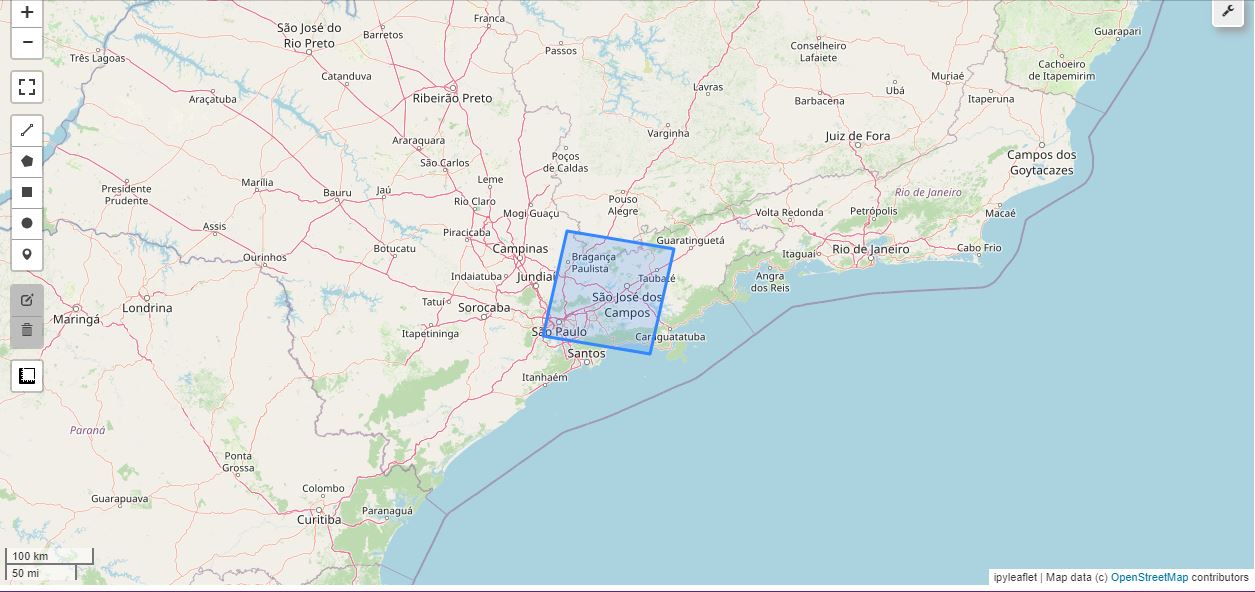 +
São José do
Rio Preto
Barretos
Franca
Guarapari
−
Três Lagoas
Passos
Conselheiro
Lafaiete
Cachoeiro
de Itapemirim
Catanduva
Muriaé
Araçatuba
Ribeirão Preto
Lavras
Ubá
Barbacena
Itaperuna
Araraquara
Varginha
Juiz de Fora
São Carlos
Poços
de Caldas
Campos dos
Goytacazes
Presidente
Prudente
Marília
Bauru
Jaú
Leme
Rio Claro
Pouso
Alegre
Rio de Janeiro
Mogi Guaçu
Volta Redonda
Petrópolis
Macaé
Assis
Piracicaba
Guaratinguetá
Ourinhos
Botucatu
Campinas
Bragança
Paulista
Itaguaí
Rio de Janeiro
Cabo Frio
Indaiatuba
Jundiaí
Taubaté
Angra
dos Reis
Londrina
Maringá
Tatuí
Sorocaba
São José dos
Campos
Itapetininga
São Paulo
Caraguatatuba
Santos
Itanhaém
Paraná
Ponta
Grossa
Guarapuava
Colombo
Curitiba
Paranaguá
100 km
50 mi
ipyleaflet | Map data (c) OpenStreetMap contributors